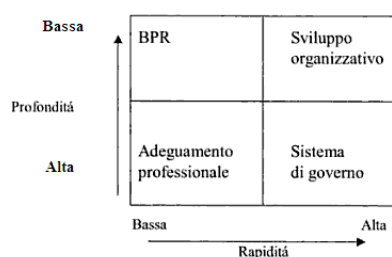 Bassa
BPR
Sviluppo
organizzativo
Profonditá
Alta
Adeguamento
professionale
Sistema
di governo
Bassa
Alta
Rapiditá